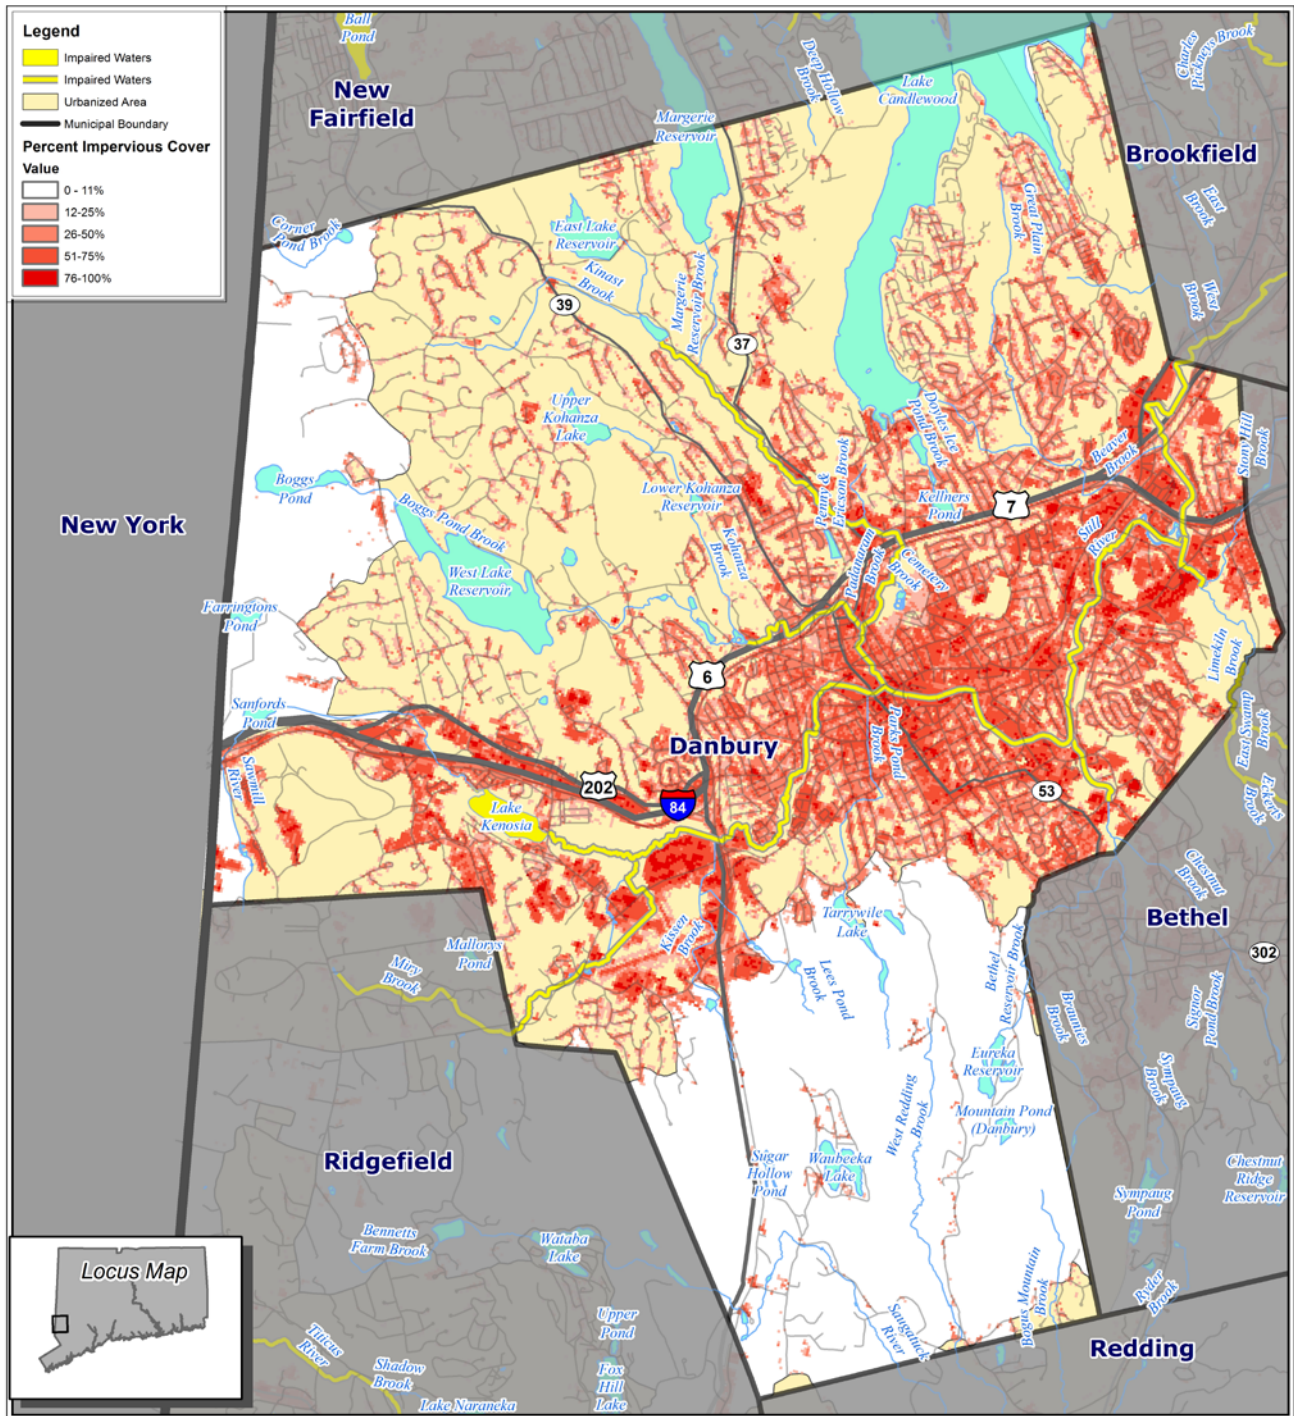 Legend
Impaired Waters
Impaired Waters
Urbanized Area
Municipal Boundary
Percent Impervious Cover
Value
0 - 11%
12-25%
26-50%
51-75%
76-100%
Ball
Pond
New
Fairfield
Deep Hollow
Brook
Lake
Candlewood
Charles
Pickneys Brook
Margerie
Reservoir
Brookfield
East
Brook
Great Plain
Brook
Corner
Pond Brook
East Lake
Reservoir
Kinast
Brook
Margerie
Reservoir Brook
West
Brook
39
37
Upper
Kohanza
Lake
Doyles Ice
Pond Brook
Beaver
Brook
Stony Hill
Brook
Boggs
Pond
Boggs Pond Brook
Lower Kohanza
Reservoir
Penny &
Ericson Brook
Kellners
Pond
7
New York
Still
River
Kohanza
Brook
Padanaram
Brook
Cemetery
Brook
West Lake
Reservoir
Farringtons
Pond
Limekiln
Brook
6
Sanfords
Pond
Danbury
Parks Pond
Brook
East Swamp
Brook
Eckerts
Brook
Sawmill
River
202
84
53
Lake
Kenosia
Chestnut
Brook
Bethel
Tarrywile
Lake
Kissen
Brook
Mallorys
Pond
Miry
Brook
Lees Pond
Brook
Bethel
Reservoir Brook
302
Brannies
Brook
Signor
Pond Brook
Eureka
Reservoir
Sympaug
Brook
West Redding
Brook
Mountain Pond
(Danbury)
Ridgefield
Sugar
Hollow
Pond
Waubeeka
Lake
Chestnut
Ridge
Reservoir
Sympaug
Pond
Bennetts
Farm Brook
Wataba
Lake
Locus Map
Bogus Mountain
Brook
Ryder
Brook
Saugatuck
River
Upper
Pond
Titicus
River
Shadow
Brook
Fox
Hill
Lake
Redding
Lake Naraneka